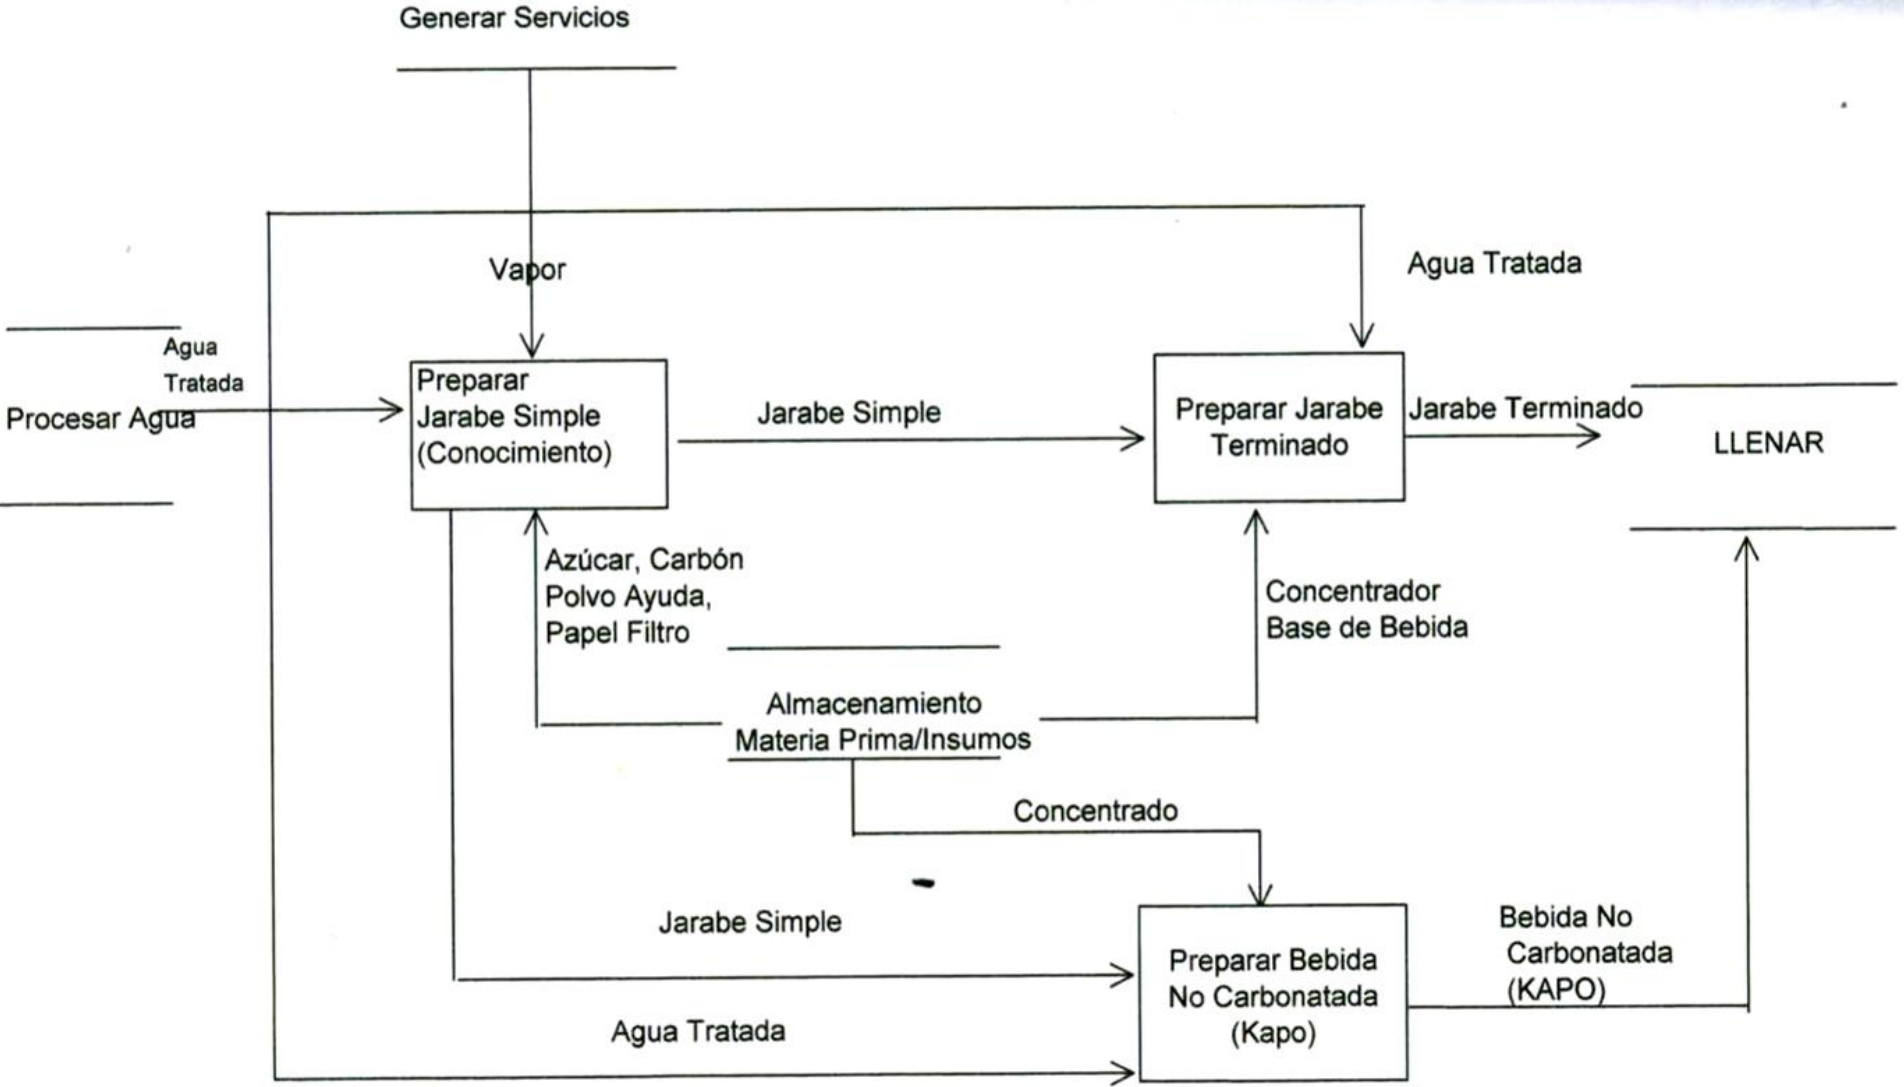 Generar Servicios
Vapor
Agua Tratada
Agua
Tratada
Procesar Agua
Preparar
Jarabe Simple
(Conocimiento)
Jarabe Simple
Preparar Jarabe
Terminado
Jarabe Terminado
LLENAR
Azúcar, Carbón
Polvo Ayuda,
Papel Filtro
Concentrador
Base de Bebida
Almacenamiento
Materia Prima/Insumos
Concentrado
Jarabe Simple
Agua Tratada
Preparar Bebida
No Carbonatada
(Kapo)
Bebida No
Carbonatada
(KAPO)